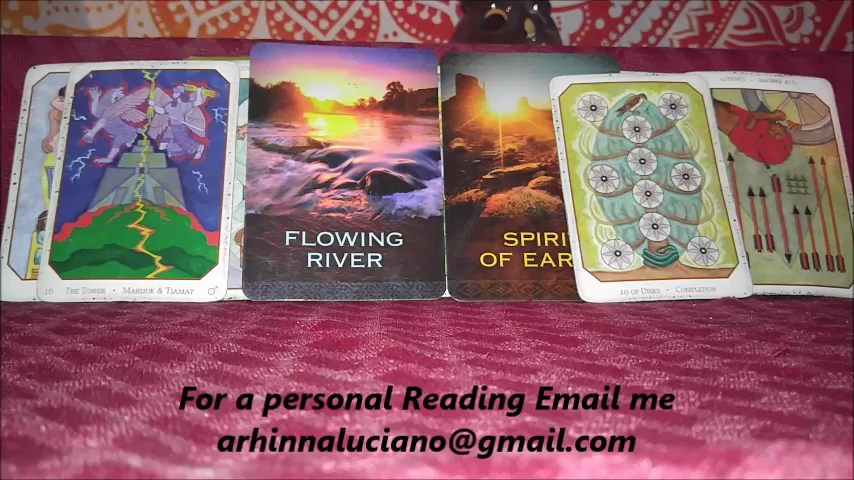 FLOWING
RIVER
SPIRI
OF EAR
16 THE TOWER • MARDUK & TIAMAT ♂
10 OF DISKS • COMPLETION
For a personal Reading Email me
arhinnaluciano@gmail.com